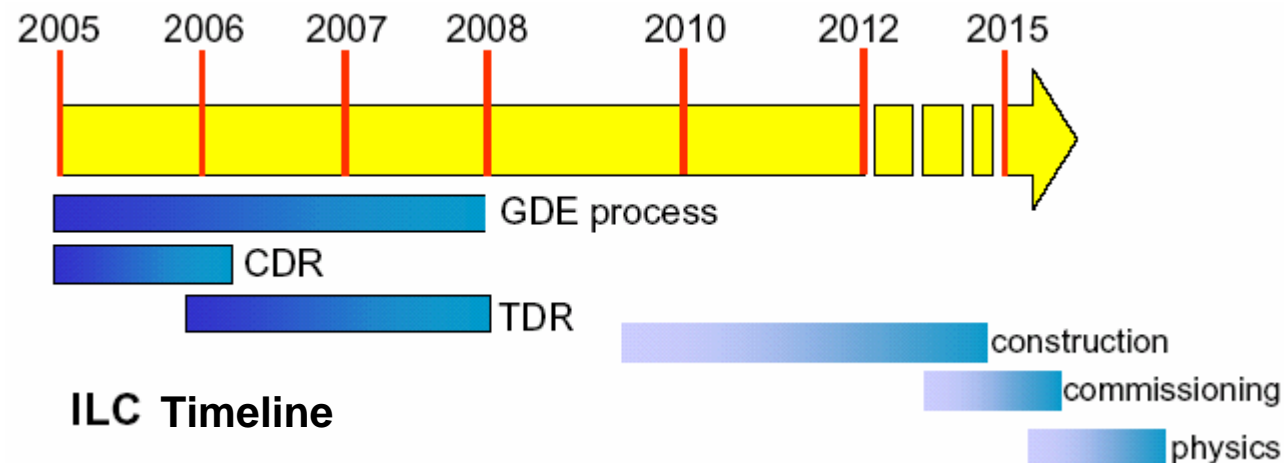 2005 2006 2007 2008 2010 2012 2015
GDE process
CDR
TDR
construction
commissioning
ILC Timeline
physics